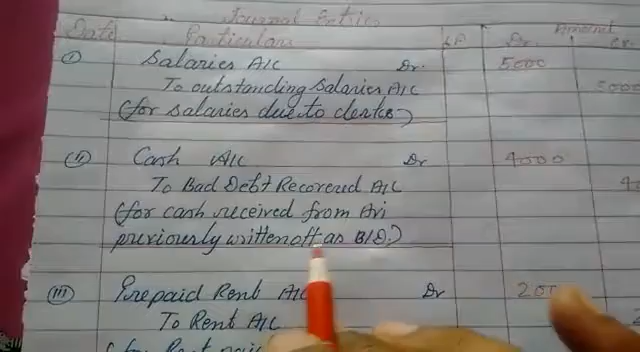 Journal Entries
Date Particulars L.F. Amount
Dr. Cr.
(i) Salaries A/C Dr. 5000
To outstanding Salaries A/C 5000
(for salaries due to clerks)
(ii) Cash A/C Dr 4000
To Bad Debt Recovered A/C
(for cash received from Avi
previously written off as B/D.)
(iii) Prepaid Rent A/C Dr
To Rent A/C